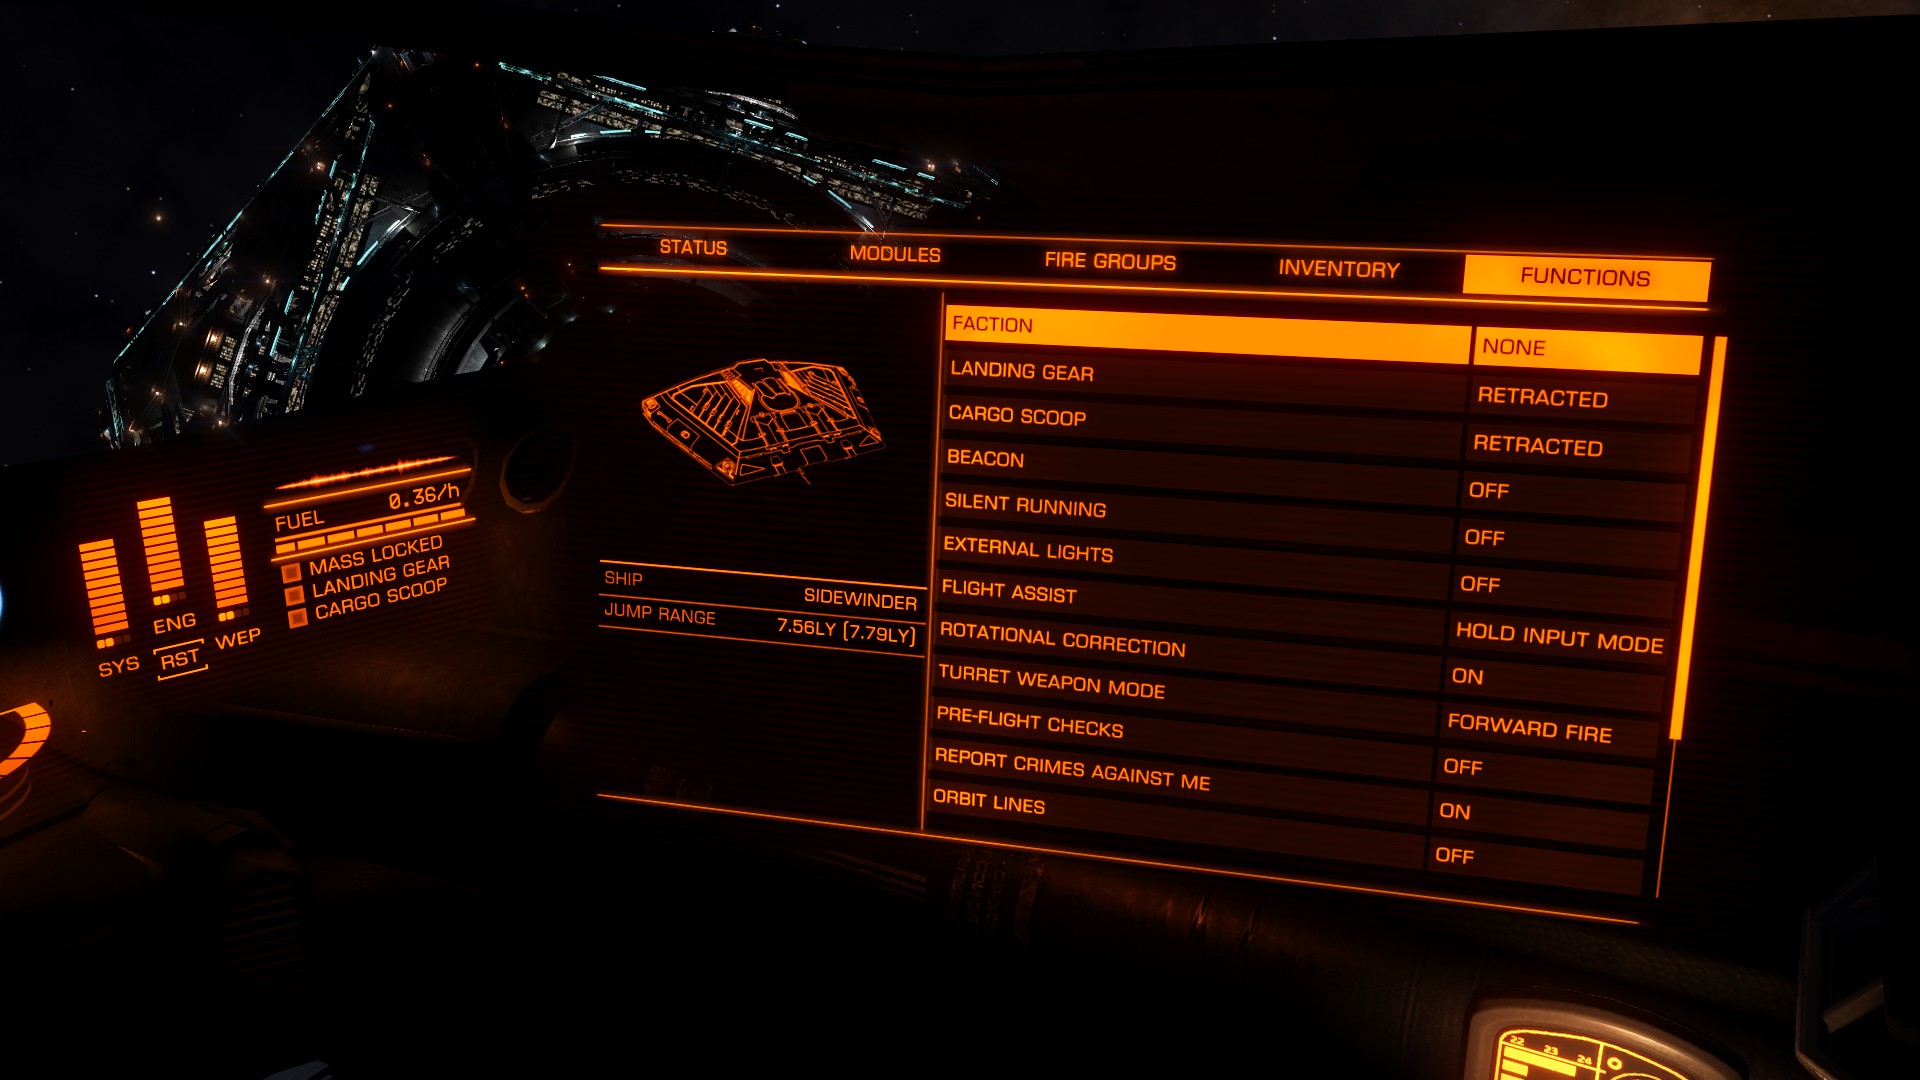 STATUS MODULES FIRE GROUPS INVENTORY FUNCTIONS
FACTION NONE
LANDING GEAR RETRACTED
CARGO SCOOP RETRACTED
BEACON OFF
SILENT RUNNING OFF
EXTERNAL LIGHTS OFF
FLIGHT ASSIST HOLD INPUT MODE
ROTATIONAL CORRECTION ON
TURRET WEAPON MODE FORWARD FIRE
PRE-FLIGHT CHECKS OFF
REPORT CRIMES AGAINST ME ON
ORBIT LINES OFF
SHIP SIDEWINDER
JUMP RANGE 7.56LY (7.79LY)
FUEL 0.36/h
MASS LOCKED
LANDING GEAR
CARGO SCOOP
SYS ENG WEP
RST
22 23 24